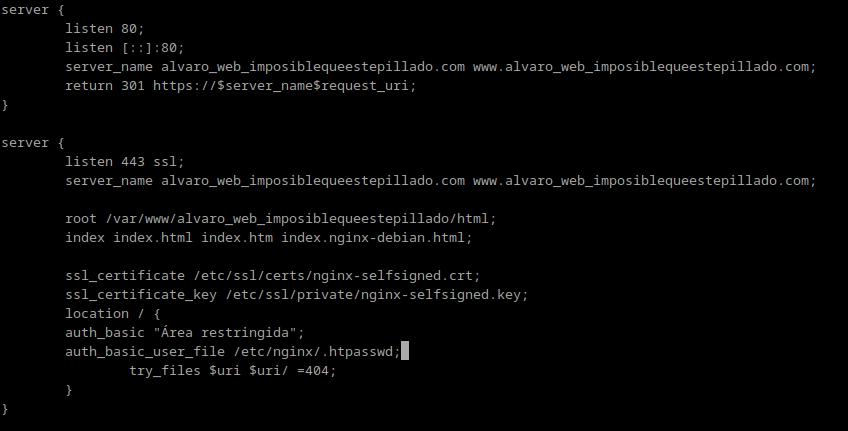 server {
        listen 80;
        listen [::]:80;
        server_name alvaro_web_imposiblequeestepillado.com www.alvaro_web_imposiblequeestepillado.com;
        return 301 https://$server_name$request_uri;
}

server {
        listen 443 ssl;
        server_name alvaro_web_imposiblequeestepillado.com www.alvaro_web_imposiblequeestepillado.com;

        root /var/www/alvaro_web_imposiblequeestepillado/html;
        index index.html index.htm index.nginx-debian.html;

        ssl_certificate /etc/ssl/certs/nginx-selfsigned.crt;
        ssl_certificate_key /etc/ssl/private/nginx-selfsigned.key;
        location / {
        auth_basic "Área restringida";
        auth_basic_user_file /etc/nginx/.htpasswd;
                try_files $uri $uri/ =404;
        }
}